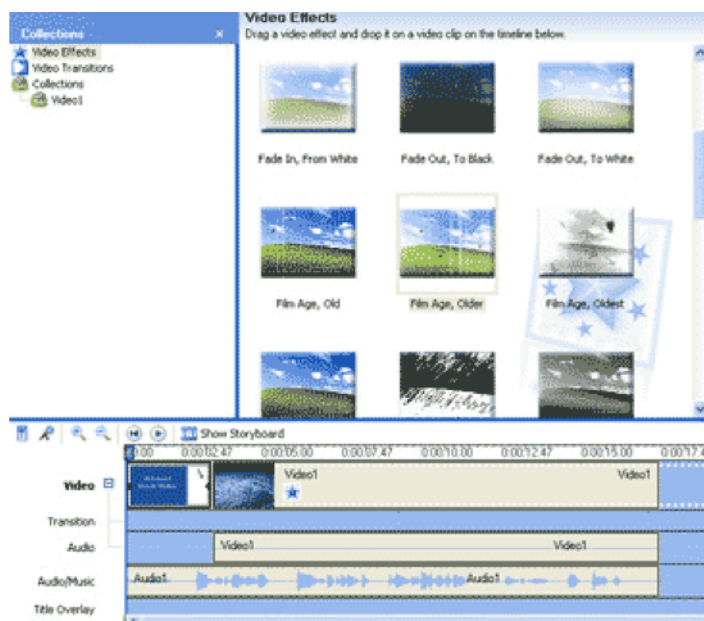 Video Effects
Collections ×
Drag a video effect and drop it on a video clip on the timeline below.
Video Effects
Video Transitions
Collections
Video1
Fade In, From White
Fade Out, To Black
Fade Out, To White
Film Age, Old
Film Age, Older
Film Age, Oldest
Show Storyboard
0:00 0:00:02.47 0:00:05.00 0:00:07.47 0:00:10.00 0:00:12.47 0:00:15.00 0:00:17.4
Video
Video1 Video1
Transition
Audio
Video1 Video1
Audio/Music
Audio1 Audio1
Title Overlay